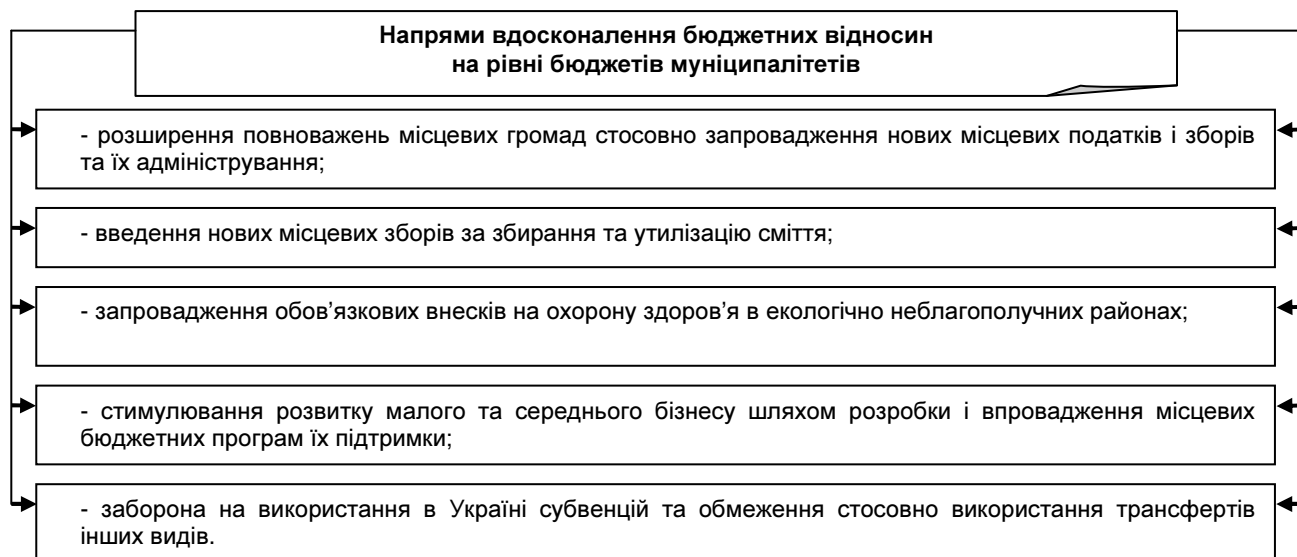 Напрями вдосконалення бюджетних відносин
на рівні бюджетів муніципалітетів
- розширення повноважень місцевих громад стосовно запровадження нових місцевих податків і зборів
та їх адміністрування;
- введення нових місцевих зборів за збирання та утилізацію сміття;
- запровадження обов’язкових внесків на охорону здоров’я в екологічно неблагополучних районах;
- стимулювання розвитку малого та середнього бізнесу шляхом розробки і впровадження місцевих
бюджетних програм їх підтримки;
- заборона на використання в Україні субвенцій та обмеження стосовно використання трансфертів
інших видів.